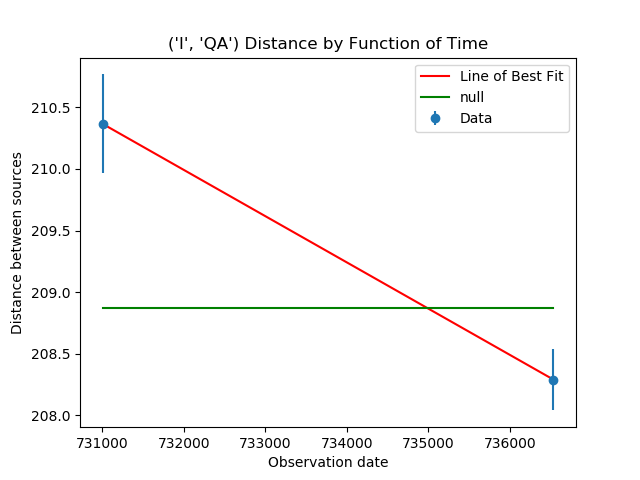 ('I', 'QA') Distance by Function of Time
Line of Best Fit
null
Data
Distance between sources
210.5
210.0
209.5
209.0
208.5
208.0
731000 732000 733000 734000 735000 736000
Observation date